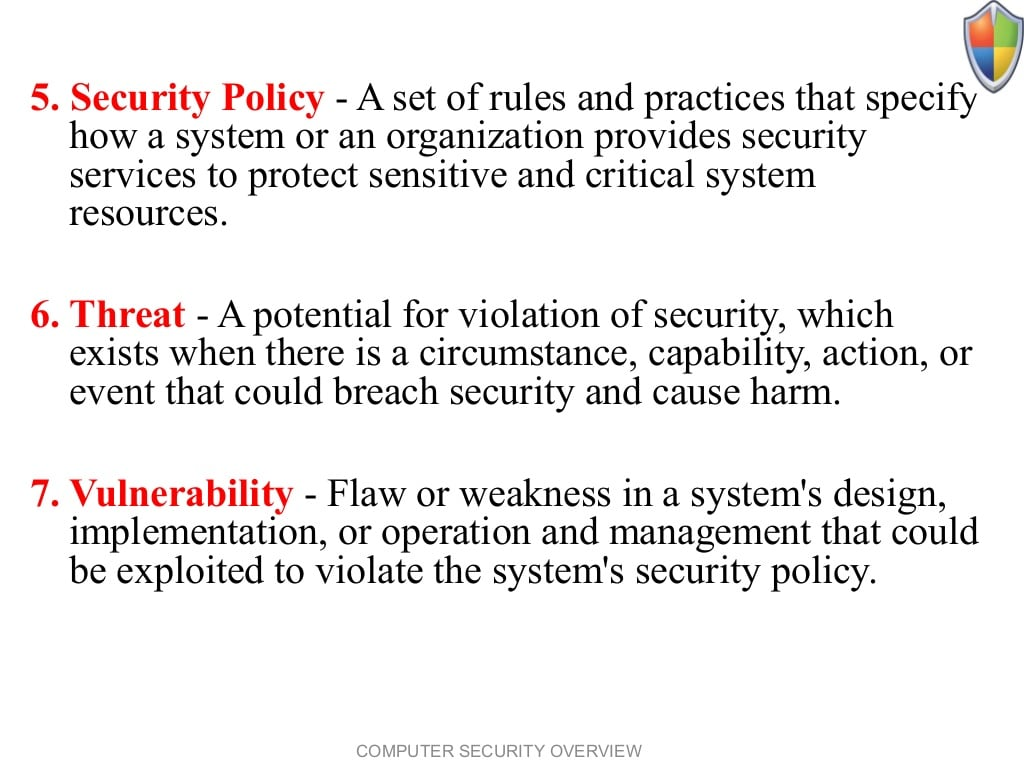 5. Security Policy - A set of rules and practices that specify
how a system or an organization provides security
services to protect sensitive and critical system
resources.
6. Threat - A potential for violation of security, which
exists when there is a circumstance, capability, action, or
event that could breach security and cause harm.
7. Vulnerability - Flaw or weakness in a system's design,
implementation, or operation and management that could
be exploited to violate the system's security policy.
COMPUTER SECURITY OVERVIEW